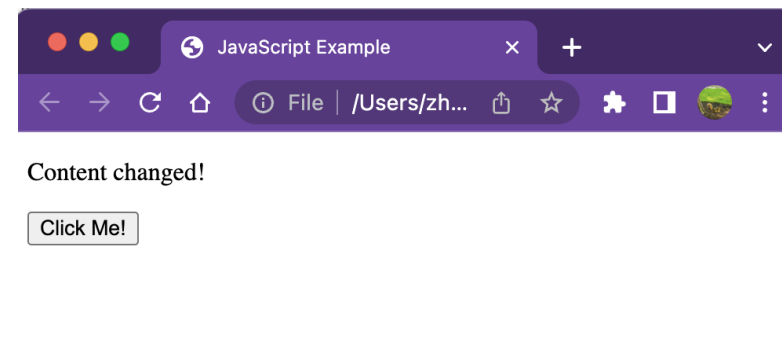 JavaScript Example
File /Users/zh...
Content changed!
Click Me!